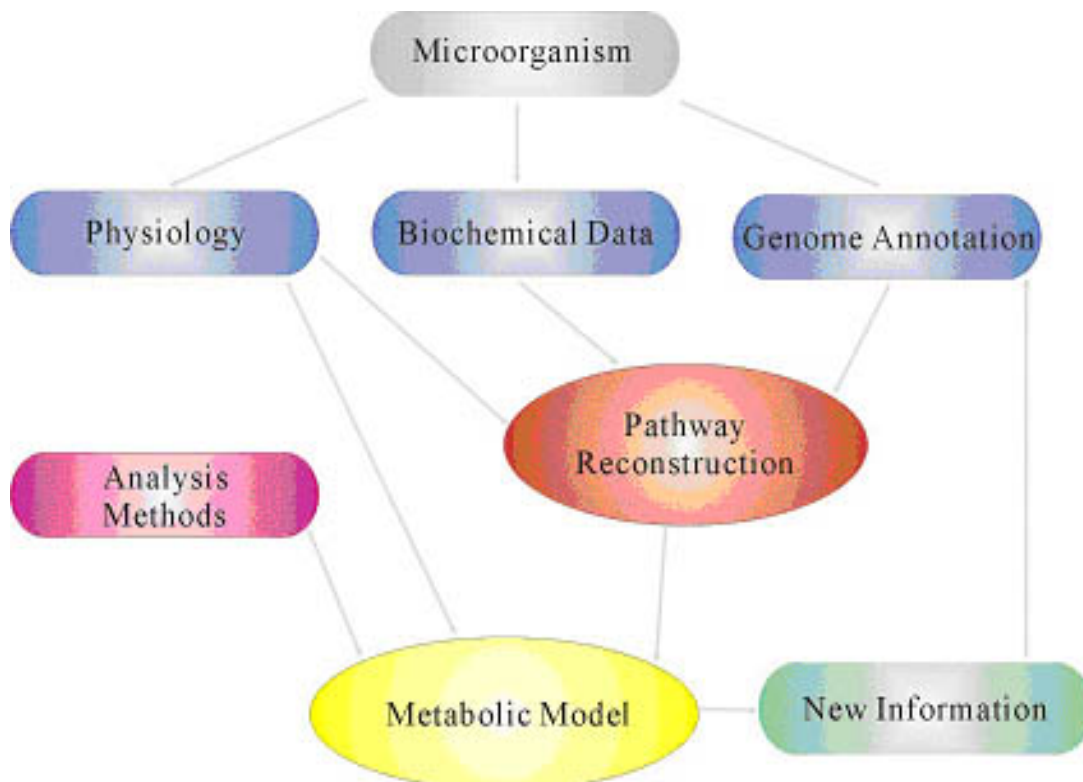 Microorganism
Physiology
Biochemical Data
Genome Annotation
Pathway
Reconstruction
Analysis
Methods
Metabolic Model
New Information